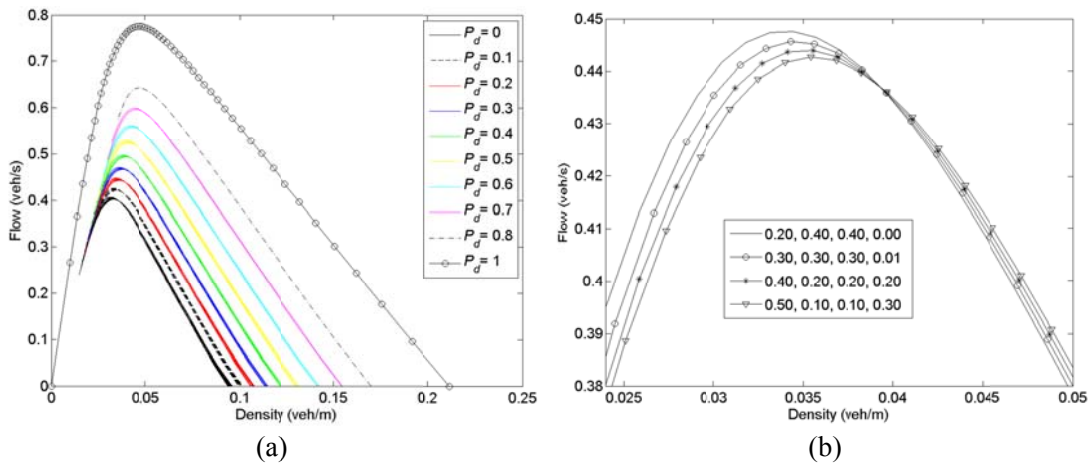 0.8
0.7
0.6
0.5
0.4
0.3
0.2
0.1
0
Flow (veh/s)
0
0.05
0.1
0.15
0.2
0.25
Density (veh/m)
P_d = 0
P_d = 0.1
P_d = 0.2
P_d = 0.3
P_d = 0.4
P_d = 0.5
P_d = 0.6
P_d = 0.7
P_d = 0.8
P_d = 1
(a)
0.45
0.44
0.43
0.42
0.41
0.4
0.39
0.38
Flow (veh/s)
0.025
0.03
0.035
0.04
0.045
0.05
Density (veh/m)
0.20, 0.40, 0.40, 0.00
0.30, 0.30, 0.30, 0.01
0.40, 0.20, 0.20, 0.20
0.50, 0.10, 0.10, 0.30
(b)